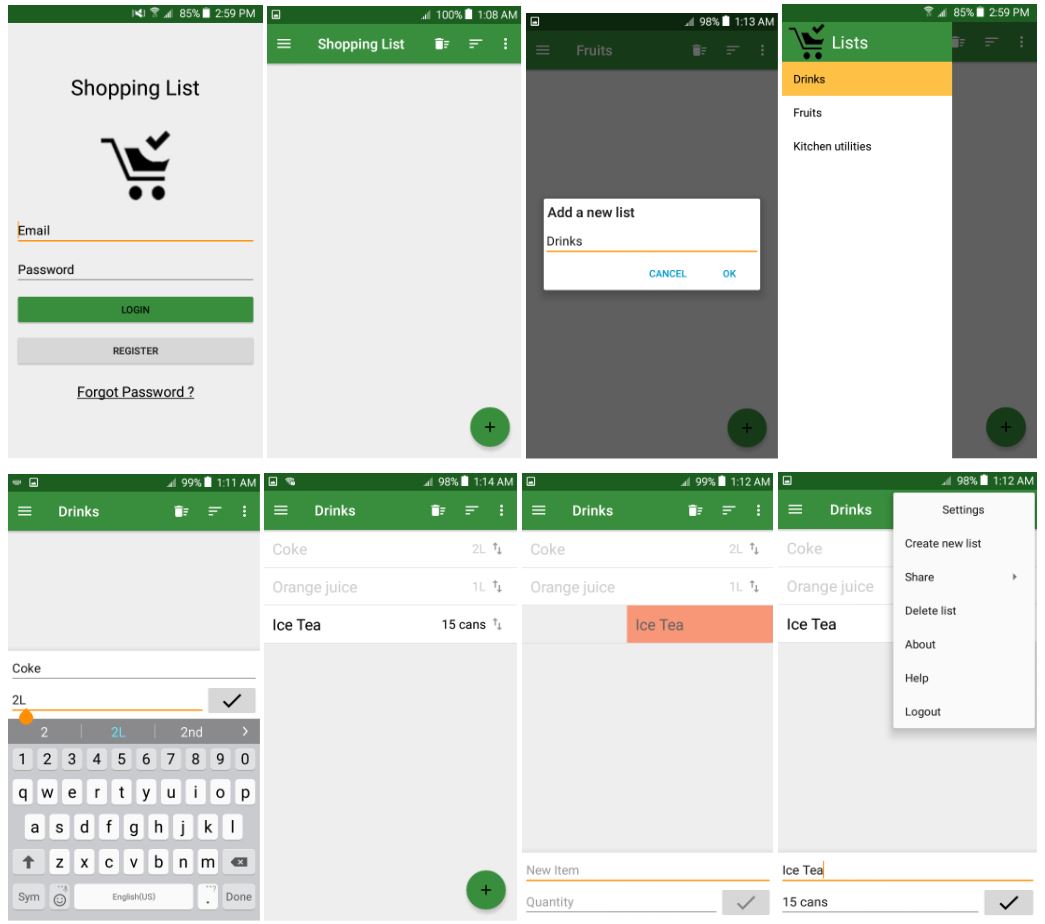 85% 2:59 PM
Shopping List
Email
Password
LOGIN
REGISTER
Forgot Password ?
100% 1:08 AM
Shopping List
+
98% 1:13 AM
Fruits
Add a new list
Drinks
CANCEL OK
+
85% 2:59 PM
Lists
Drinks
Fruits
Kitchen utilities
+
99% 1:11 AM
Drinks
Coke
2L
2 2L 2nd >
1 2 3 4 5 6 7 8 9 0
q w e r t y u i o p
a s d f g h j k l
z x c v b n m
Sym English(US) . Done
98% 1:14 AM
Drinks
Coke 2L
Orange juice 1L
Ice Tea 15 cans
+
99% 1:12 AM
Drinks
Coke 2L
Orange juice 1L
Ice Tea
New Item
Quantity
98% 1:12 AM
Drinks
Coke
Orange juice
Ice Tea
Settings
Create new list
Share
Delete list
About
Help
Logout
Ice Tea
15 cans